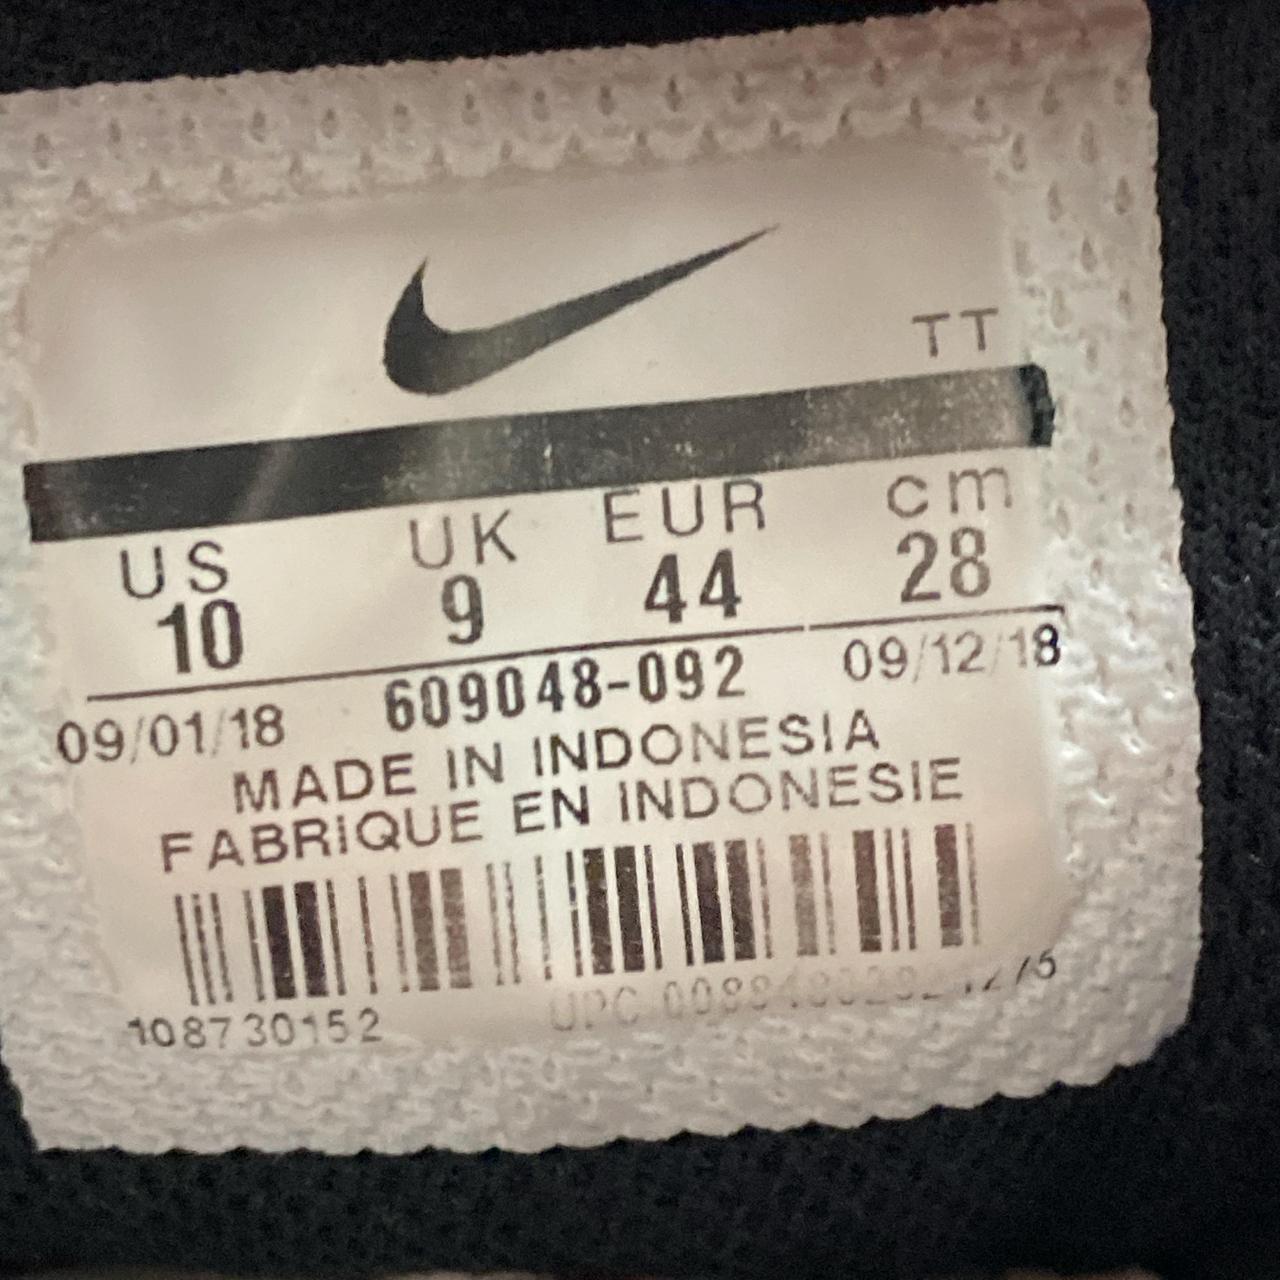 TT
US UK EUR cm
10 9 44 28
09/01/18 609048-092 09/12/18
MADE IN INDONESIA
FABRIQUE EN INDONESIE
108730152 UPC